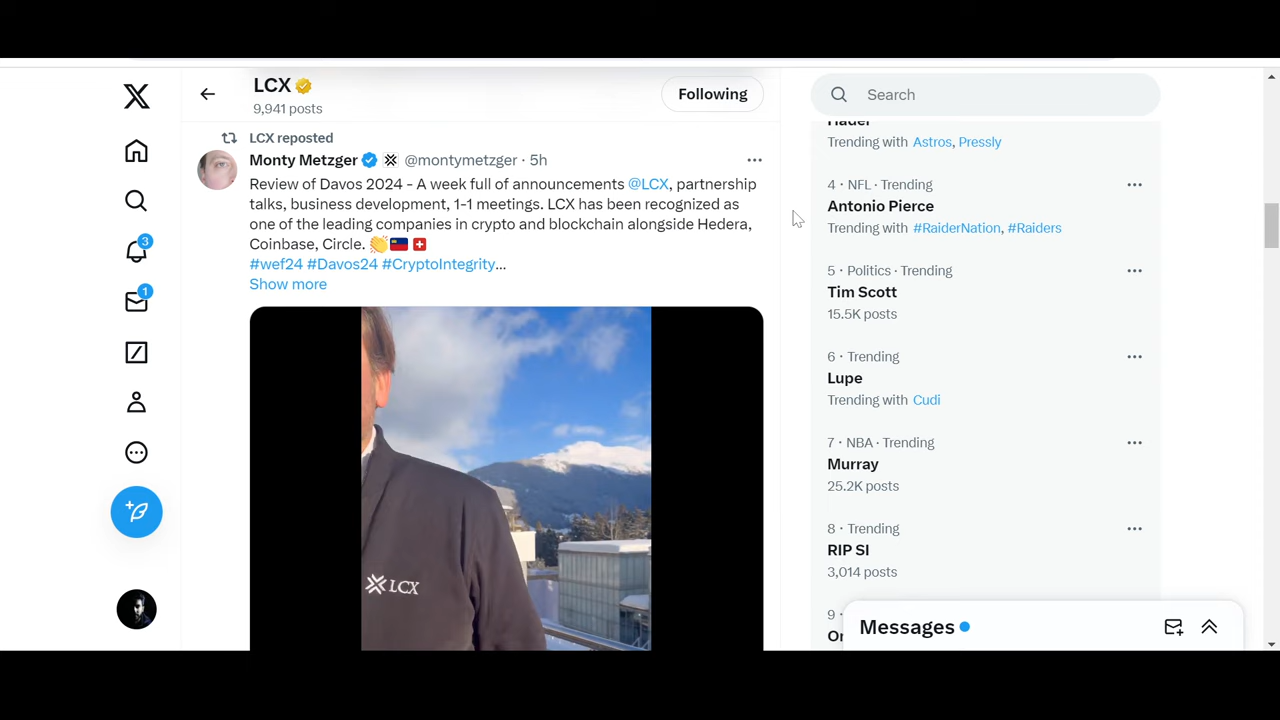 LCX
9,941 posts
Following
Search
LCX reposted
Monty Metzger @montymetzger · 5h
Review of Davos 2024 - A week full of announcements @LCX, partnership
talks, business development, 1-1 meetings. LCX has been recognized as
one of the leading companies in crypto and blockchain alongside Hedera,
Coinbase, Circle. 👏🇱🇮🇨🇭
#wef24 #Davos24 #CryptoIntegrity...
Show more
LCX
3
1
Hader
Trending with Astros, Pressly
4 · NFL · Trending
Antonio Pierce
Trending with #RaiderNation, #Raiders
5 · Politics · Trending
Tim Scott
15.5K posts
6 · Trending
Lupe
Trending with Cudi
7 · NBA · Trending
Murray
25.2K posts
8 · Trending
RIP SI
3,014 posts
9 ·
Messages